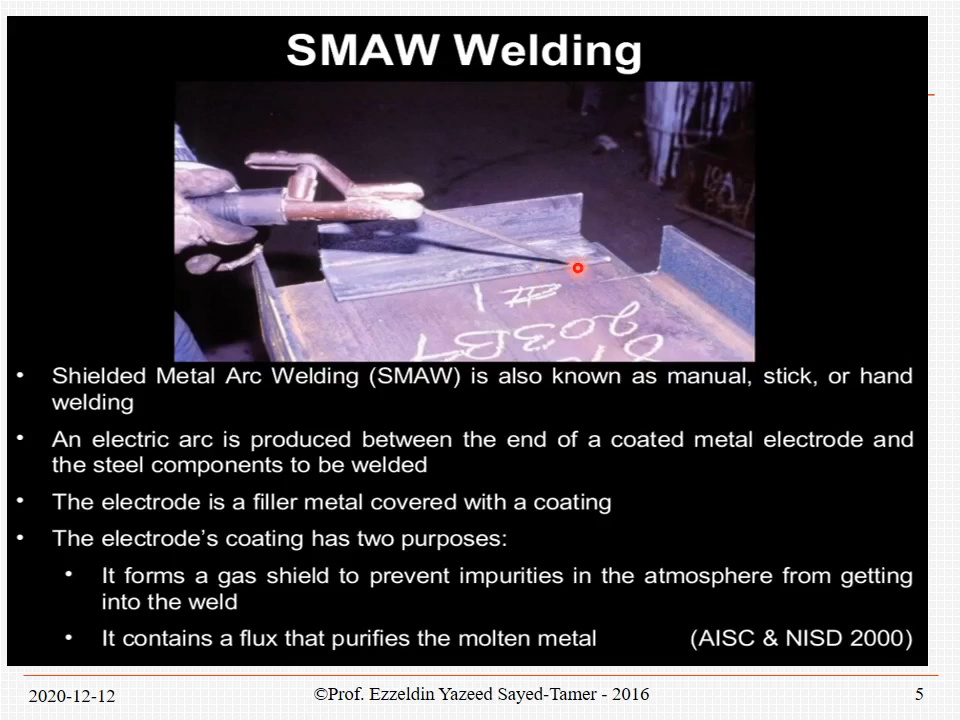 SMAW Welding
• Shielded Metal Arc Welding (SMAW) is also known as manual, stick, or hand
welding
• An electric arc is produced between the end of a coated metal electrode and
the steel components to be welded
• The electrode is a filler metal covered with a coating
• The electrode’s coating has two purposes:
• It forms a gas shield to prevent impurities in the atmosphere from getting
into the weld
• It contains a flux that purifies the molten metal (AISC & NISD 2000)
2020-12-12 ©Prof. Ezzeldin Yazeed Sayed-Tamer - 2016 5